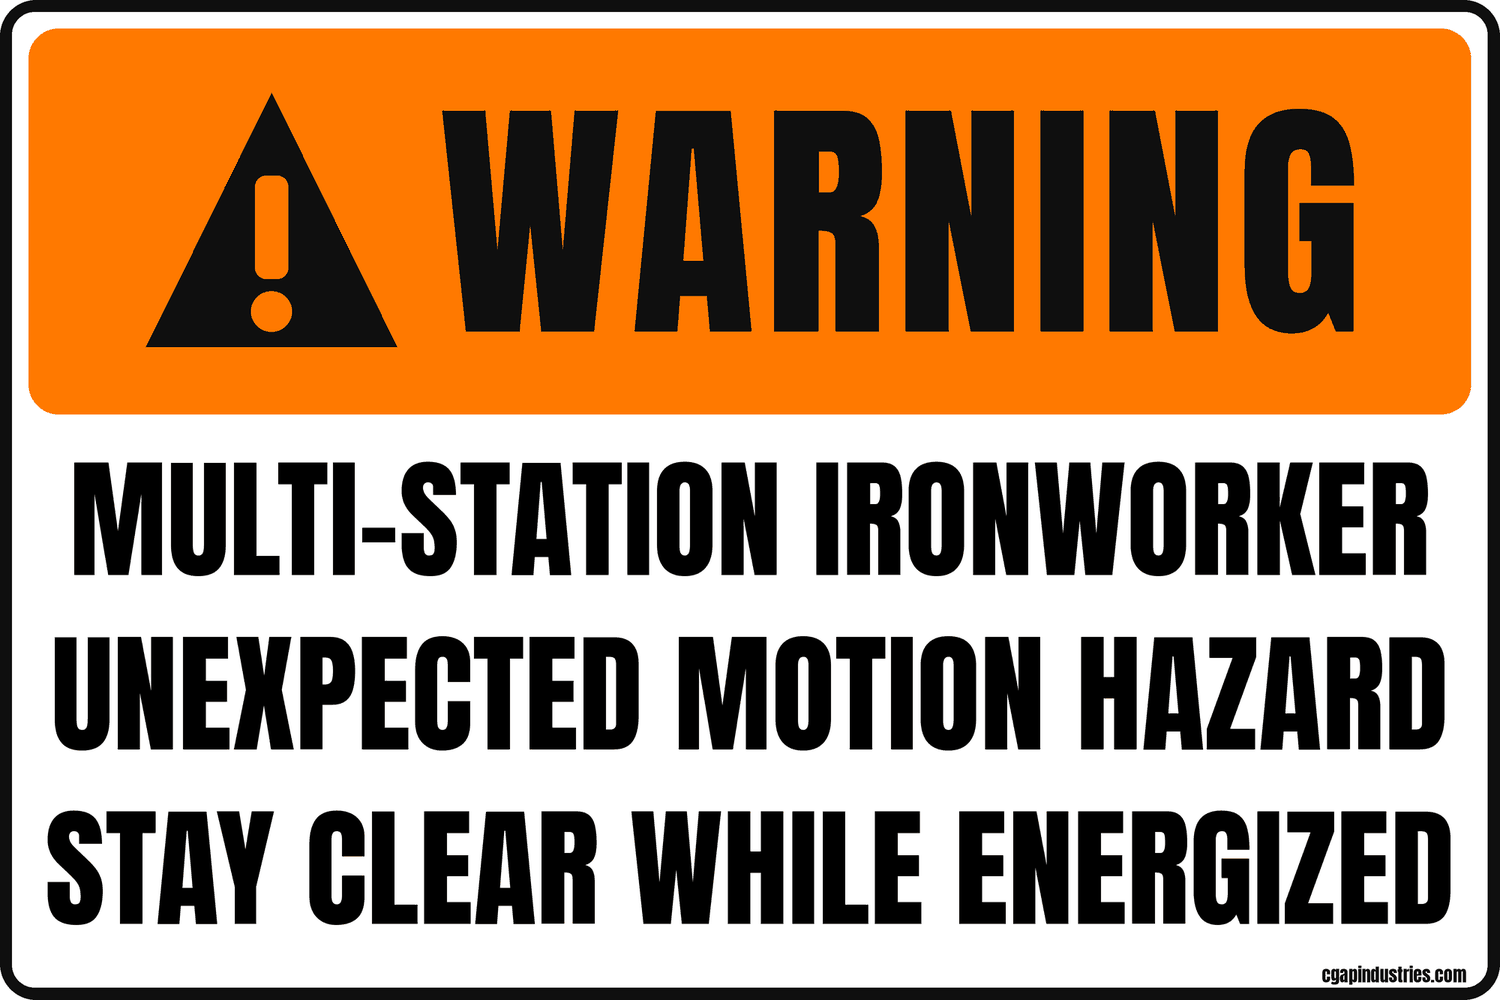 WARNING
MULTI-STATION IRONWORKER
UNEXPECTED MOTION HAZARD
STAY CLEAR WHILE ENERGIZED
cgapindustries.com